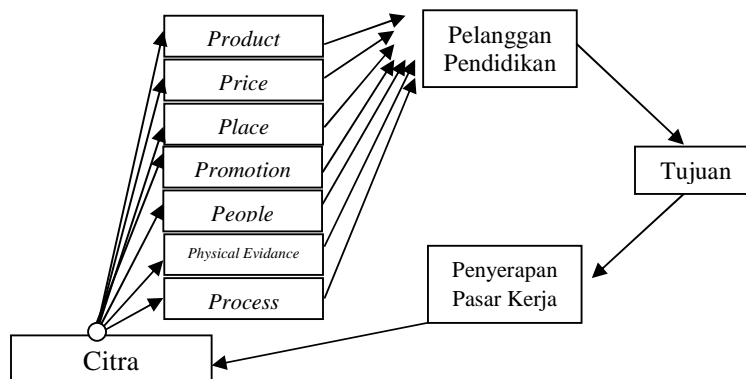 Product
Price
Place
Promotion
People
Physical Evidance
Process
Pelanggan
Pendidikan
Tujuan
Penyerapan
Pasar Kerja
Citra